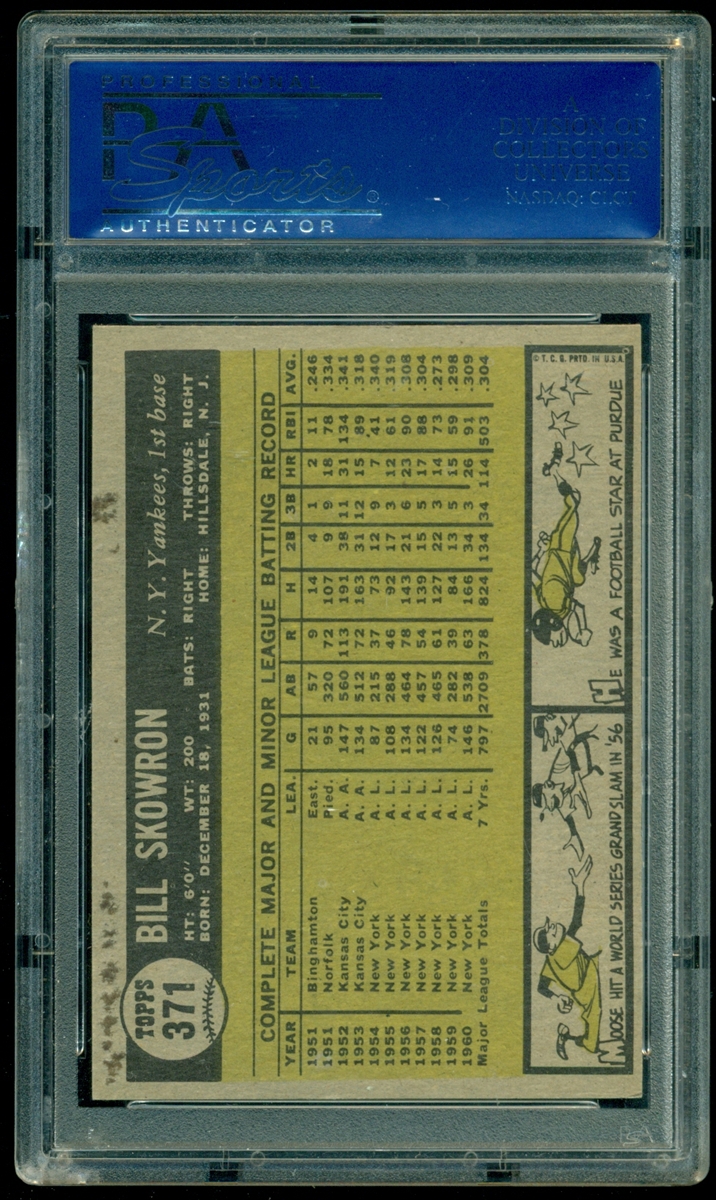 PROFESSIONAL
PSA
Sports ®
AUTHENTICATOR
A
DIVISION OF
COLLECTORS
UNIVERSE
NASDAQ: CLCT
TOPPS
371
BILL SKOWRON N. Y. Yankees, 1st base
HT: 6'0'' WT: 200 BATS: RIGHT THROWS: RIGHT
BORN: DECEMBER 18, 1931 HOME: HILLSDALE, N. J.
COMPLETE MAJOR AND MINOR LEAGUE BATTING RECORD
YEAR TEAM LEA. G AB R H 2B 3B HR RBI AVG.
1951 Binghamton East. 21 57 9 14 4 1 2 11 .246
1951 Norfolk Pied. 95 320 72 107 9 9 18 78 .334
1952 Kansas City A. A. 147 560 113 191 38 11 31 134 .341
1953 Kansas City A. A. 134 512 72 163 31 12 15 89 .318
1954 New York A. L. 87 215 37 73 12 9 7 41 .340
1955 New York A. L. 108 288 46 92 17 3 12 61 .319
1956 New York A. L. 134 464 78 143 21 6 23 90 .308
1957 New York A. L. 122 457 54 139 15 5 17 88 .304
1958 New York A. L. 126 465 61 127 22 3 14 73 .273
1959 New York A. L. 74 282 39 84 13 5 15 59 .298
1960 New York A. L. 146 538 63 166 34 3 26 91 .309
Major League Totals 7 Yrs. 797 2709 378 824 134 34 114 503 .304
MOOSE HIT A WORLD SERIES GRAND SLAM IN '56
HE WAS A FOOTBALL STAR AT PURDUE
© T. C. G. PRTD. IN U.S.A.